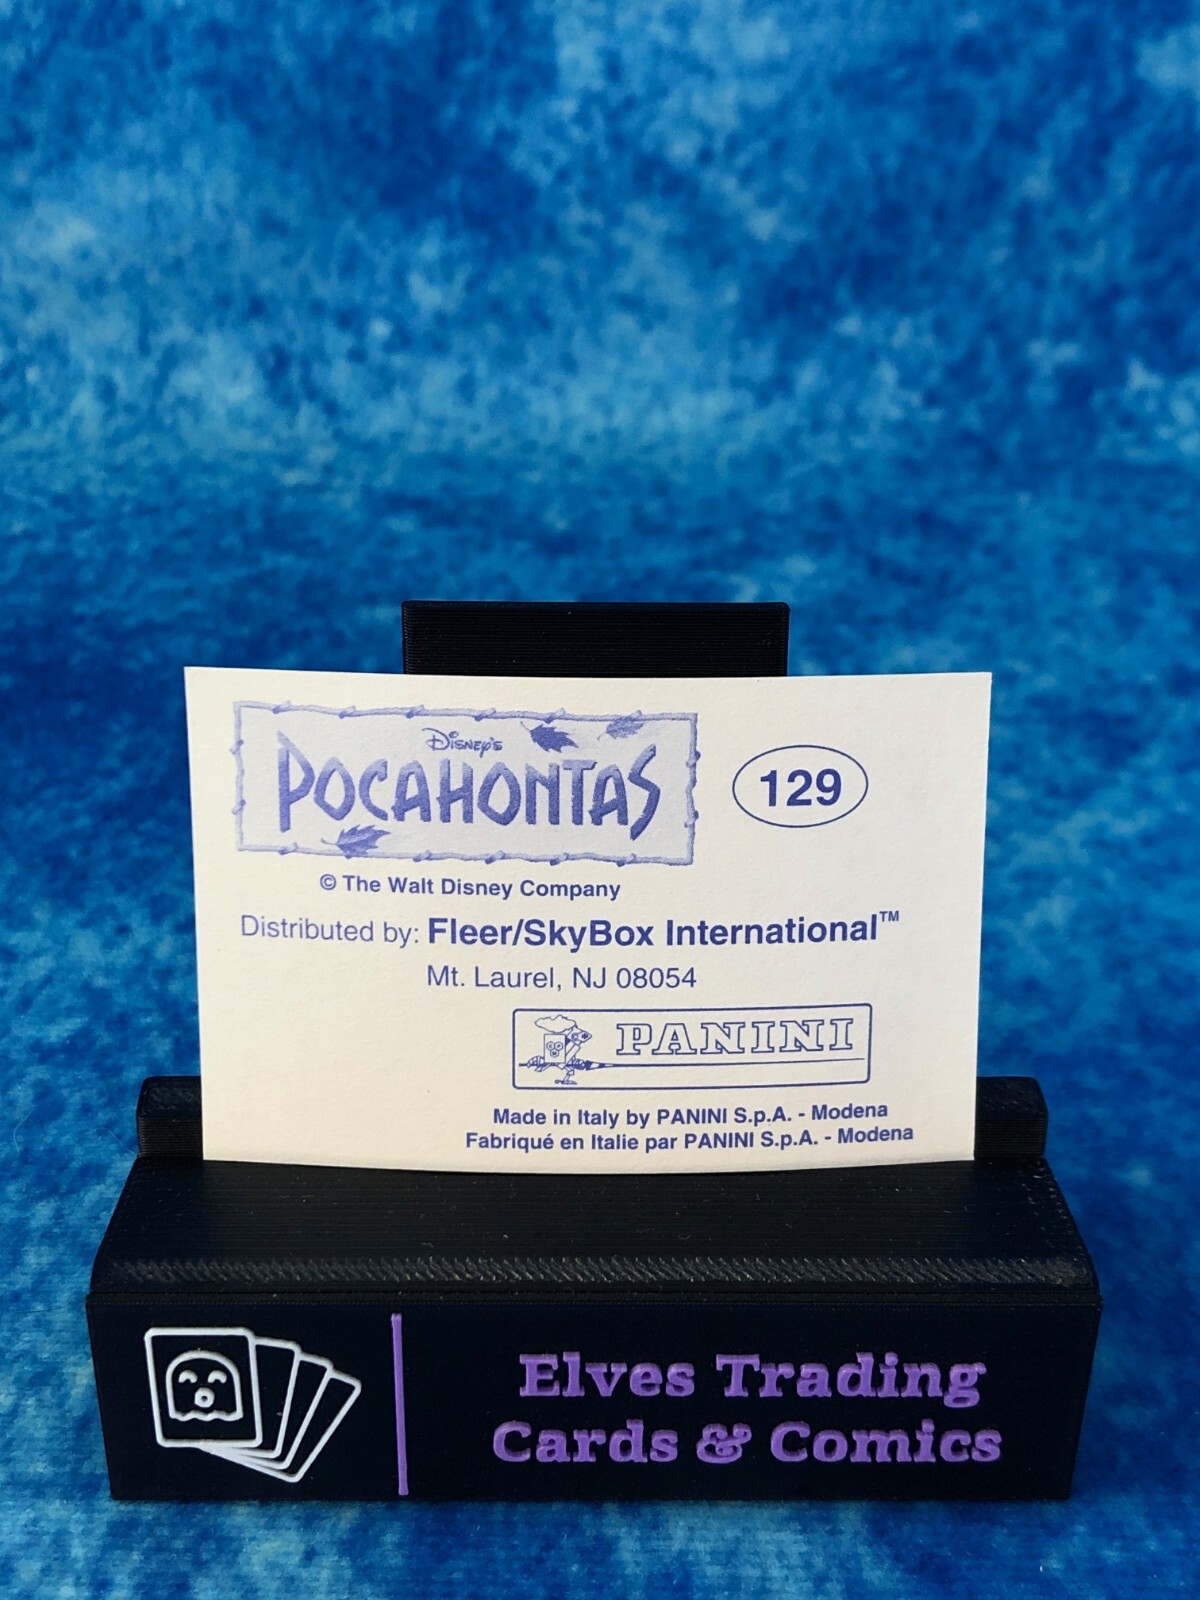 Disney's
POCAHONTAS
129
© The Walt Disney Company
Distributed by: Fleer/SkyBox International™
Mt. Laurel, NJ 08054
PANINI
Made in Italy by PANINI S.p.A. - Modena
Fabriqué en Italie par PANINI S.p.A. - Modena
Elves Trading
Cards & Comics